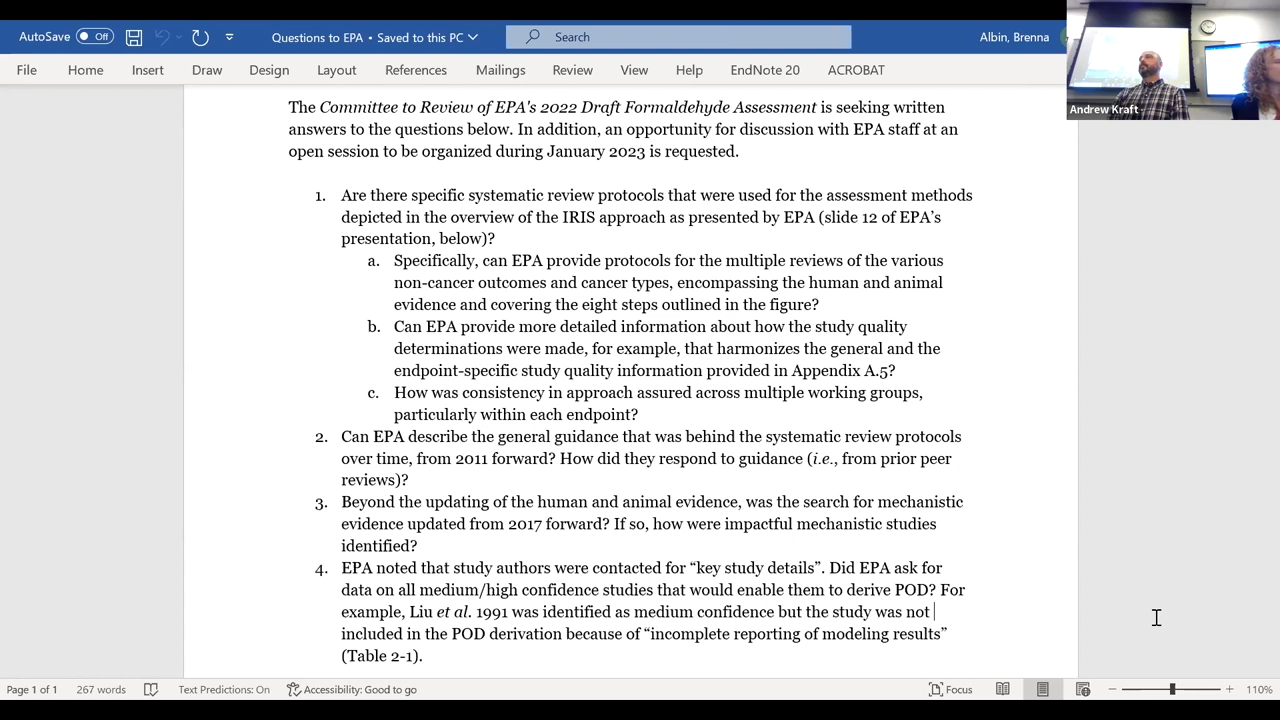 AutoSave Off Questions to EPA • Saved to this PC Search Albin, Brenna
File Home Insert Draw Design Layout References Mailings Review View Help EndNote 20 ACROBAT
Andrew Kraft
The Committee to Review of EPA's 2022 Draft Formaldehyde Assessment is seeking written
answers to the questions below. In addition, an opportunity for discussion with EPA staff at an
open session to be organized during January 2023 is requested.
1. Are there specific systematic review protocols that were used for the assessment methods
depicted in the overview of the IRIS approach as presented by EPA (slide 12 of EPA's
presentation, below)?
a. Specifically, can EPA provide protocols for the multiple reviews of the various
non-cancer outcomes and cancer types, encompassing the human and animal
evidence and covering the eight steps outlined in the figure?
b. Can EPA provide more detailed information about how the study quality
determinations were made, for example, that harmonizes the general and the
endpoint-specific study quality information provided in Appendix A.5?
c. How was consistency in approach assured across multiple working groups,
particularly within each endpoint?
2. Can EPA describe the general guidance that was behind the systematic review protocols
over time, from 2011 forward? How did they respond to guidance (i.e., from prior peer
reviews)?
3. Beyond the updating of the human and animal evidence, was the search for mechanistic
evidence updated from 2017 forward? If so, how were impactful mechanistic studies
identified?
4. EPA noted that study authors were contacted for “key study details”. Did EPA ask for
data on all medium/high confidence studies that would enable them to derive POD? For
example, Liu et al. 1991 was identified as medium confidence but the study was not
included in the POD derivation because of “incomplete reporting of modeling results”
(Table 2-1).
Page 1 of 1 267 words Text Predictions: On Accessibility: Good to go Focus 110%